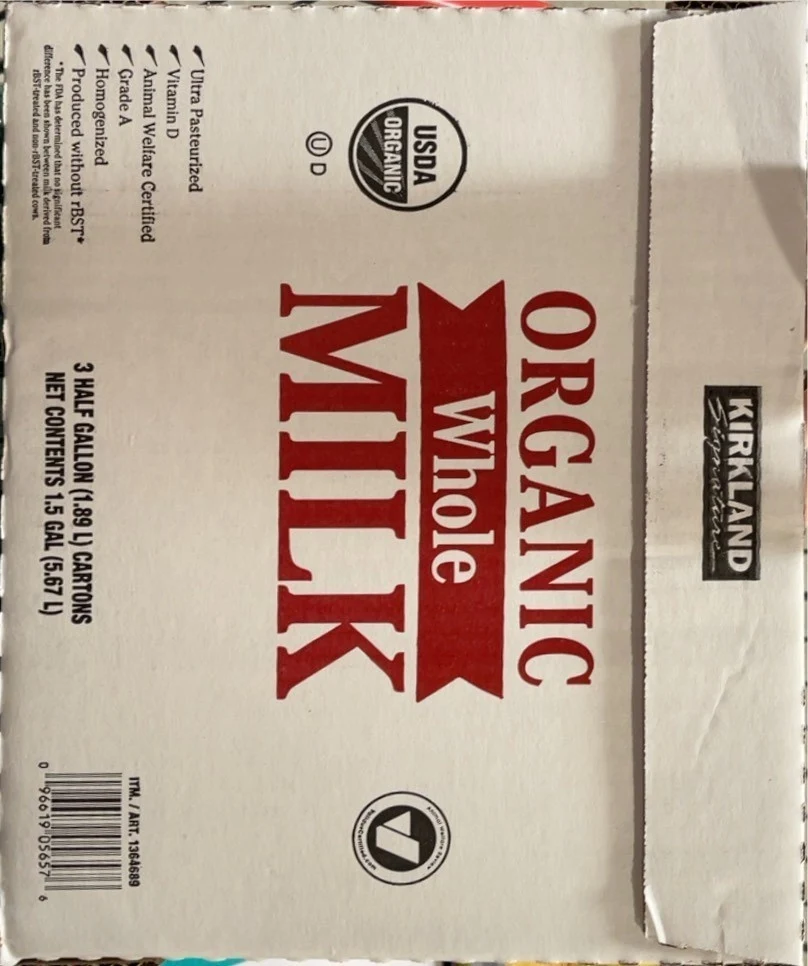 KIRKLAND
Signature
ORGANIC
Whole
MILK
USDA
ORGANIC
U D
Ultra Pasteurized
Vitamin D
Animal Welfare Certified
Grade A
Homogenized
Produced without rBST*
* The FDA has determined that no significant
difference has been shown between milk derived from
rBST-treated and non-rBST-treated cows.
3 HALF GALLON (1.89 L) CARTONS
NET CONTENTS 1.5 GAL (5.67 L)
ITM. / ART. 1364689
0 96619 05657 6